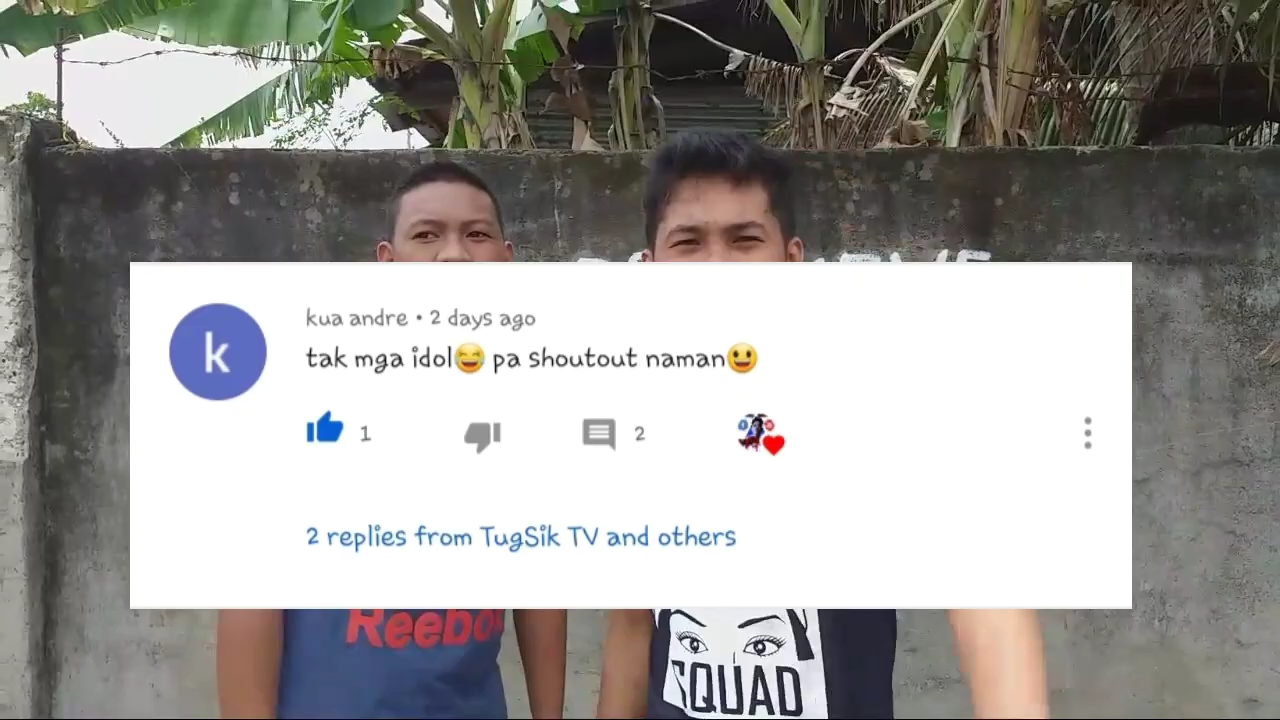 k
kua andre • 2 days ago
tak mga idol😂 pa shoutout naman😃
1
2
2 replies from TugSik TV and others
Reebok
SQUAD